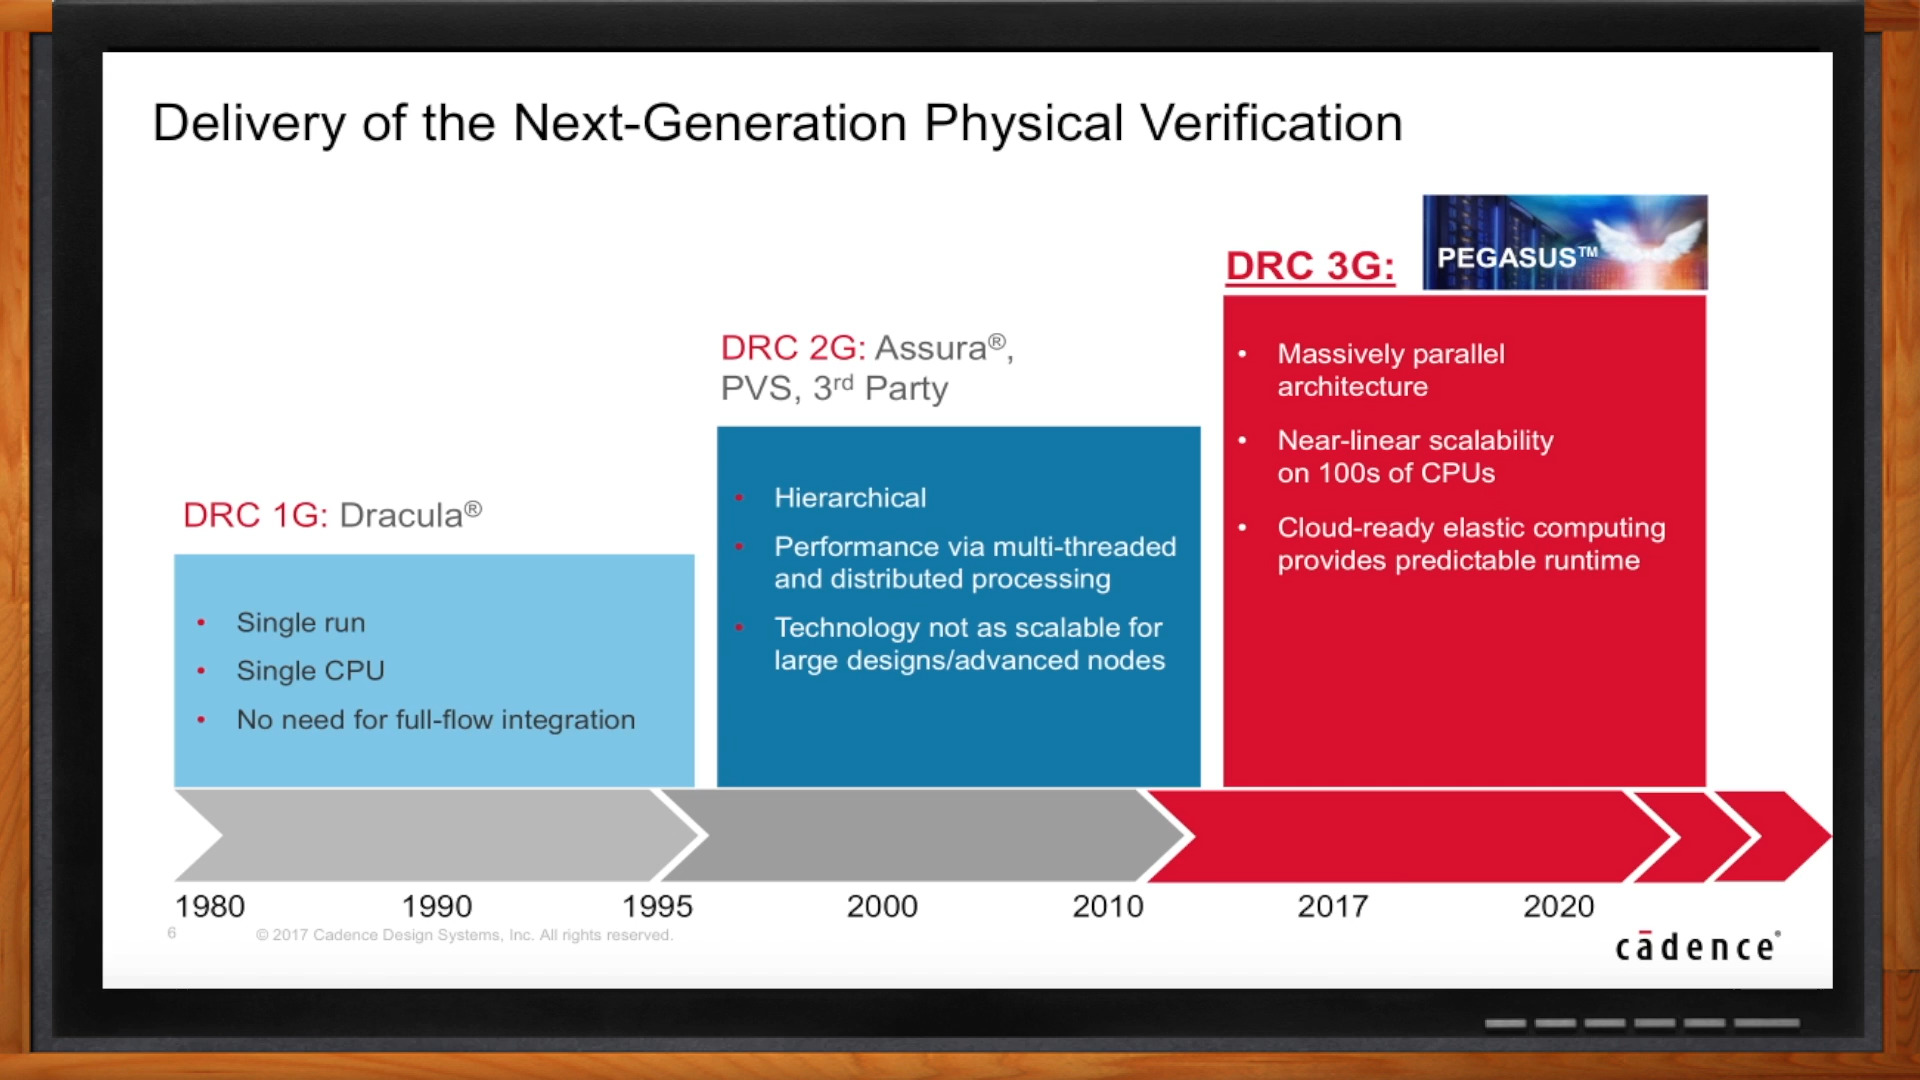 Delivery of the Next-Generation Physical Verification
DRC 3G:
PEGASUS™
DRC 2G: Assura®,
PVS, 3rd Party
DRC 1G: Dracula®
• Single run
• Single CPU
• No need for full-flow integration
• Hierarchical
• Performance via multi-threaded
and distributed processing
• Technology not as scalable for
large designs/advanced nodes
• Massively parallel
architecture
• Near-linear scalability
on 100s of CPUs
• Cloud-ready elastic computing
provides predictable runtime
1980 1990 1995 2000 2010 2017 2020
6 © 2017 Cadence Design Systems, Inc. All rights reserved.
cādence®